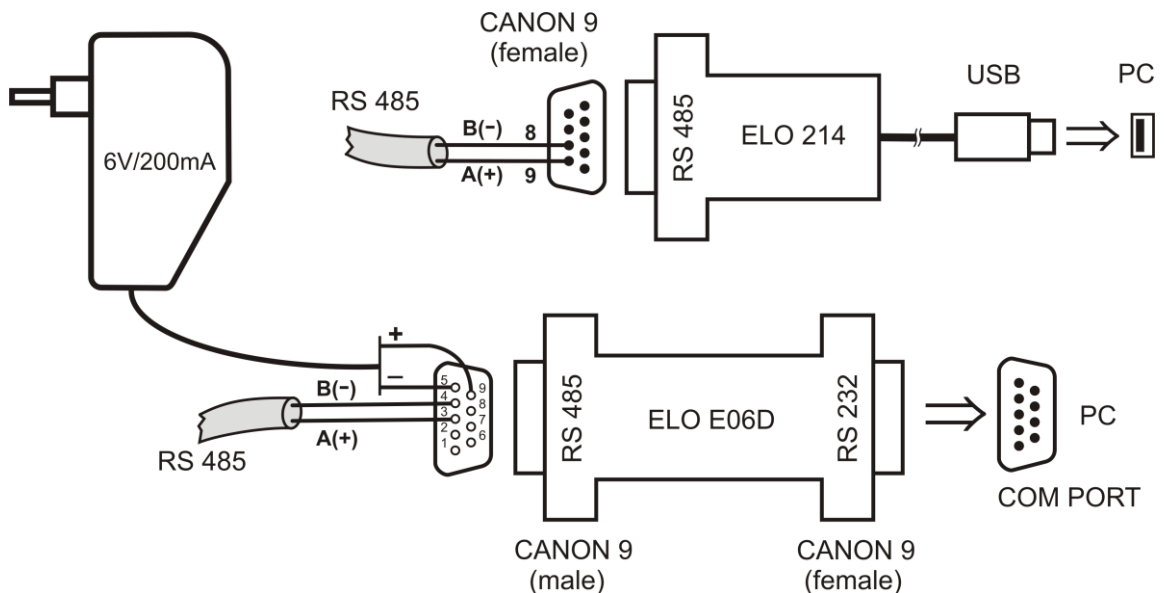 CANON 9
(female)
RS 485
B(−) 8
A(+) 9
RS 485
ELO 214
USB
PC
6V/200mA
+
−
B(−)
A(+)
RS 485
5
4
3
2
1
9
8
7
6
RS 485
ELO E06D
RS 232
PC
COM PORT
CANON 9
(male)
CANON 9
(female)